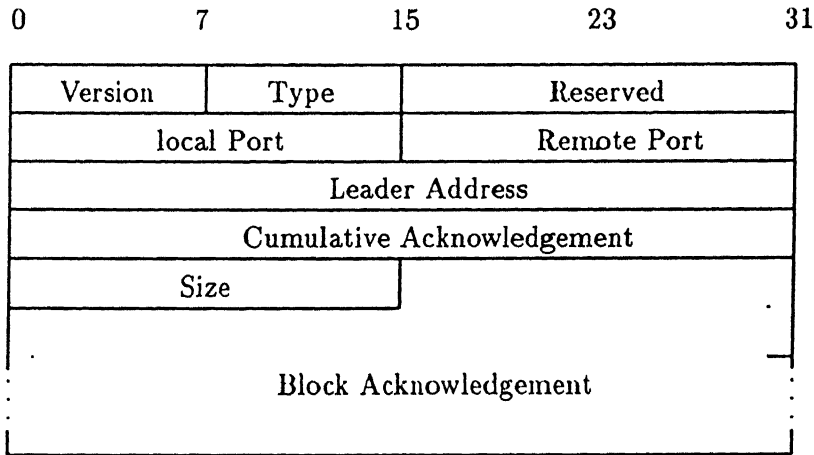 0 7 15 23 31
Version Type Reserved
local Port Remote Port
Leader Address
Cumulative Acknowledgement
Size
Block Acknowledgement